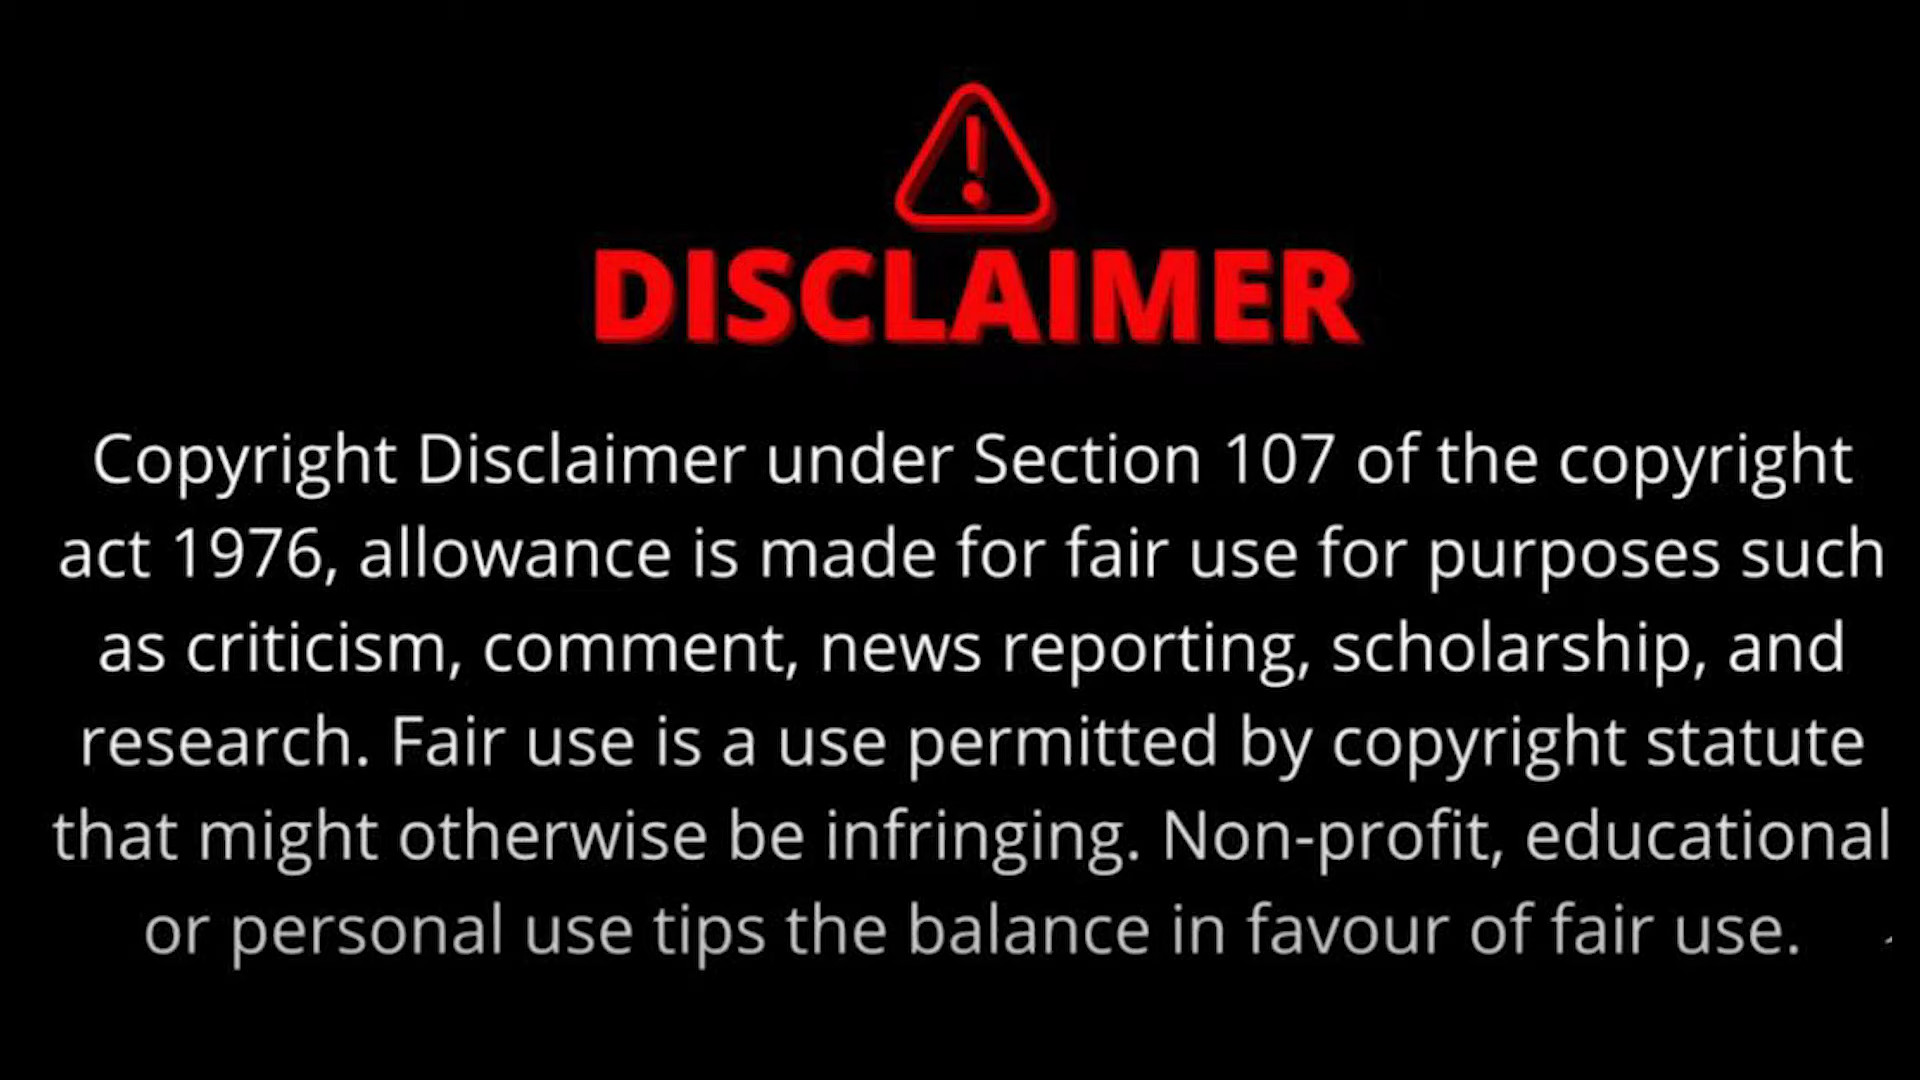 DISCLAIMER
Copyright Disclaimer under Section 107 of the copyright
act 1976, allowance is made for fair use for purposes such
as criticism, comment, news reporting, scholarship, and
research. Fair use is a use permitted by copyright statute
that might otherwise be infringing. Non-profit, educational
or personal use tips the balance in favour of fair use.